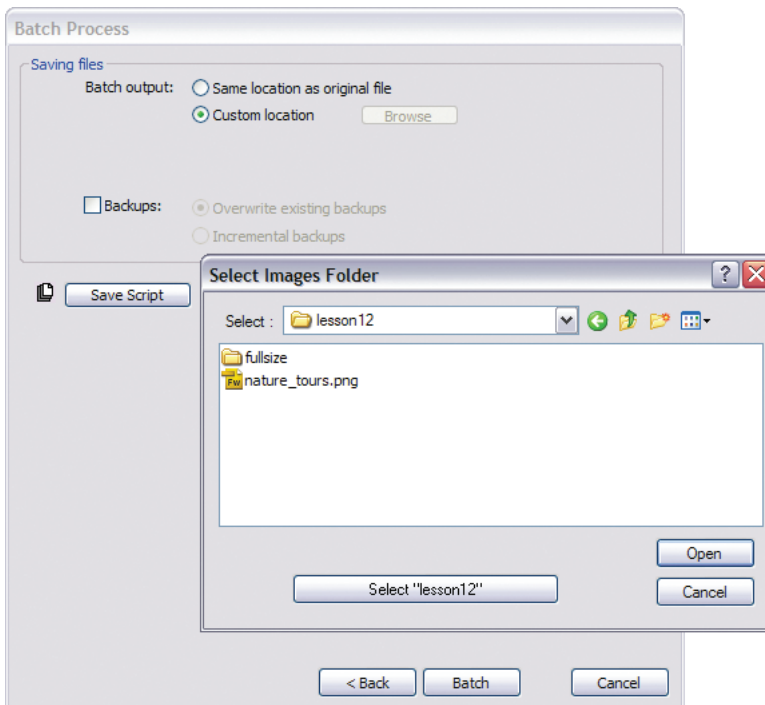 Batch Process
Saving files
Batch output: Same location as original file
Custom location Browse
Backups: Overwrite existing backups
Incremental backups
Save Script
Select Images Folder ?
Select : lesson12
fullsize
Fw nature_tours.png
Open
Select "lesson12"
Cancel
< Back Batch Cancel